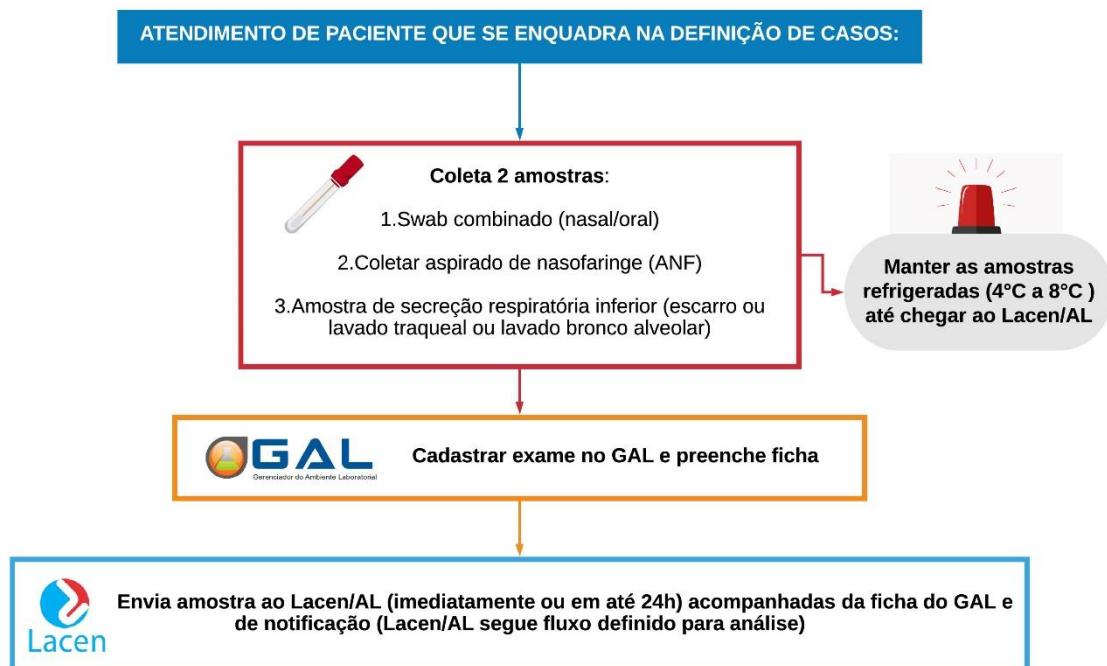 ATENDIMENTO DE PACIENTE QUE SE ENQUADRA NA DEFINIÇÃO DE CASOS:
Coleta 2 amostras:
1.Swab combinado (nasal/oral)
2.Coletar aspirado de nasofaringe (ANF)
3.Amostra de secreção respiratória inferior (escarro ou
lavado traqueal ou lavado bronco alveolar)
Manter as amostras
refrigeradas (4ºC a 8°C )
até chegar ao Lacen/AL
GAL
Gerenciador do Ambiente Laboratorial
Cadastrar exame no GAL e preenche ficha
Lacen
Envia amostra ao Lacen/AL (imediatamente ou em até 24h) acompanhadas da ficha do GAL e
de notificação (Lacen/AL segue fluxo definido para análise)